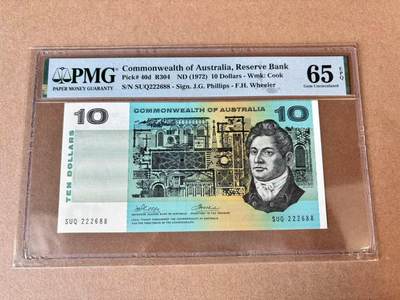 PMG
PAPER MONEY GUARANTY
Commonwealth of Australia, Reserve Bank
Pick# 40d R304 ND (1972) 10 Dollars - Wmk: Cook
S/N SUQ222688 - Sign. J.G. Phillips - F.H. Wheeler
65 EPQ
Gem Uncirculated
COMMONWEALTH OF AUSTRALIA
10
10
TEN DOLLARS
SUQ 222688
SUQ 222688